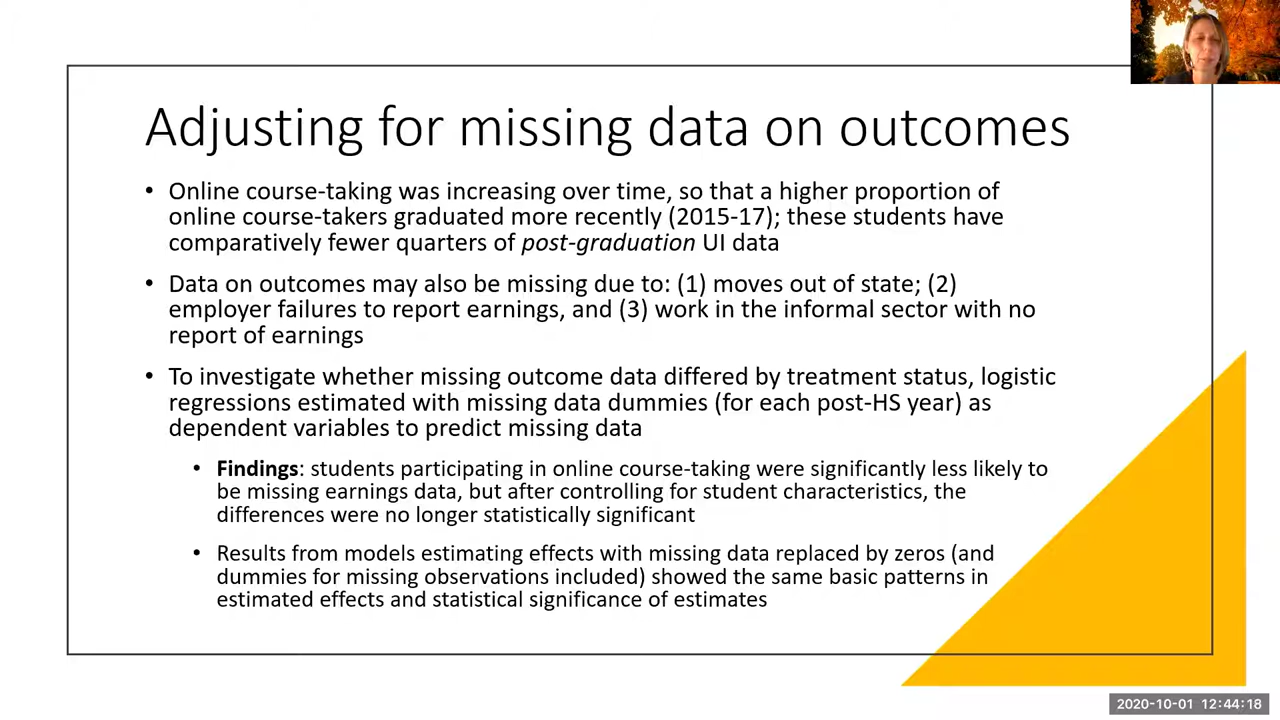 Adjusting for missing data on outcomes
• Online course-taking was increasing over time, so that a higher proportion of
online course-takers graduated more recently (2015-17); these students have
comparatively fewer quarters of post-graduation UI data
• Data on outcomes may also be missing due to: (1) moves out of state; (2)
employer failures to report earnings, and (3) work in the informal sector with no
report of earnings
• To investigate whether missing outcome data differed by treatment status, logistic
regressions estimated with missing data dummies (for each post-HS year) as
dependent variables to predict missing data
• Findings: students participating in online course-taking were significantly less likely to
be missing earnings data, but after controlling for student characteristics, the
differences were no longer statistically significant
• Results from models estimating effects with missing data replaced by zeros (and
dummies for missing observations included) showed the same basic patterns in
estimated effects and statistical significance of estimates
2020-10-01 12:44:18